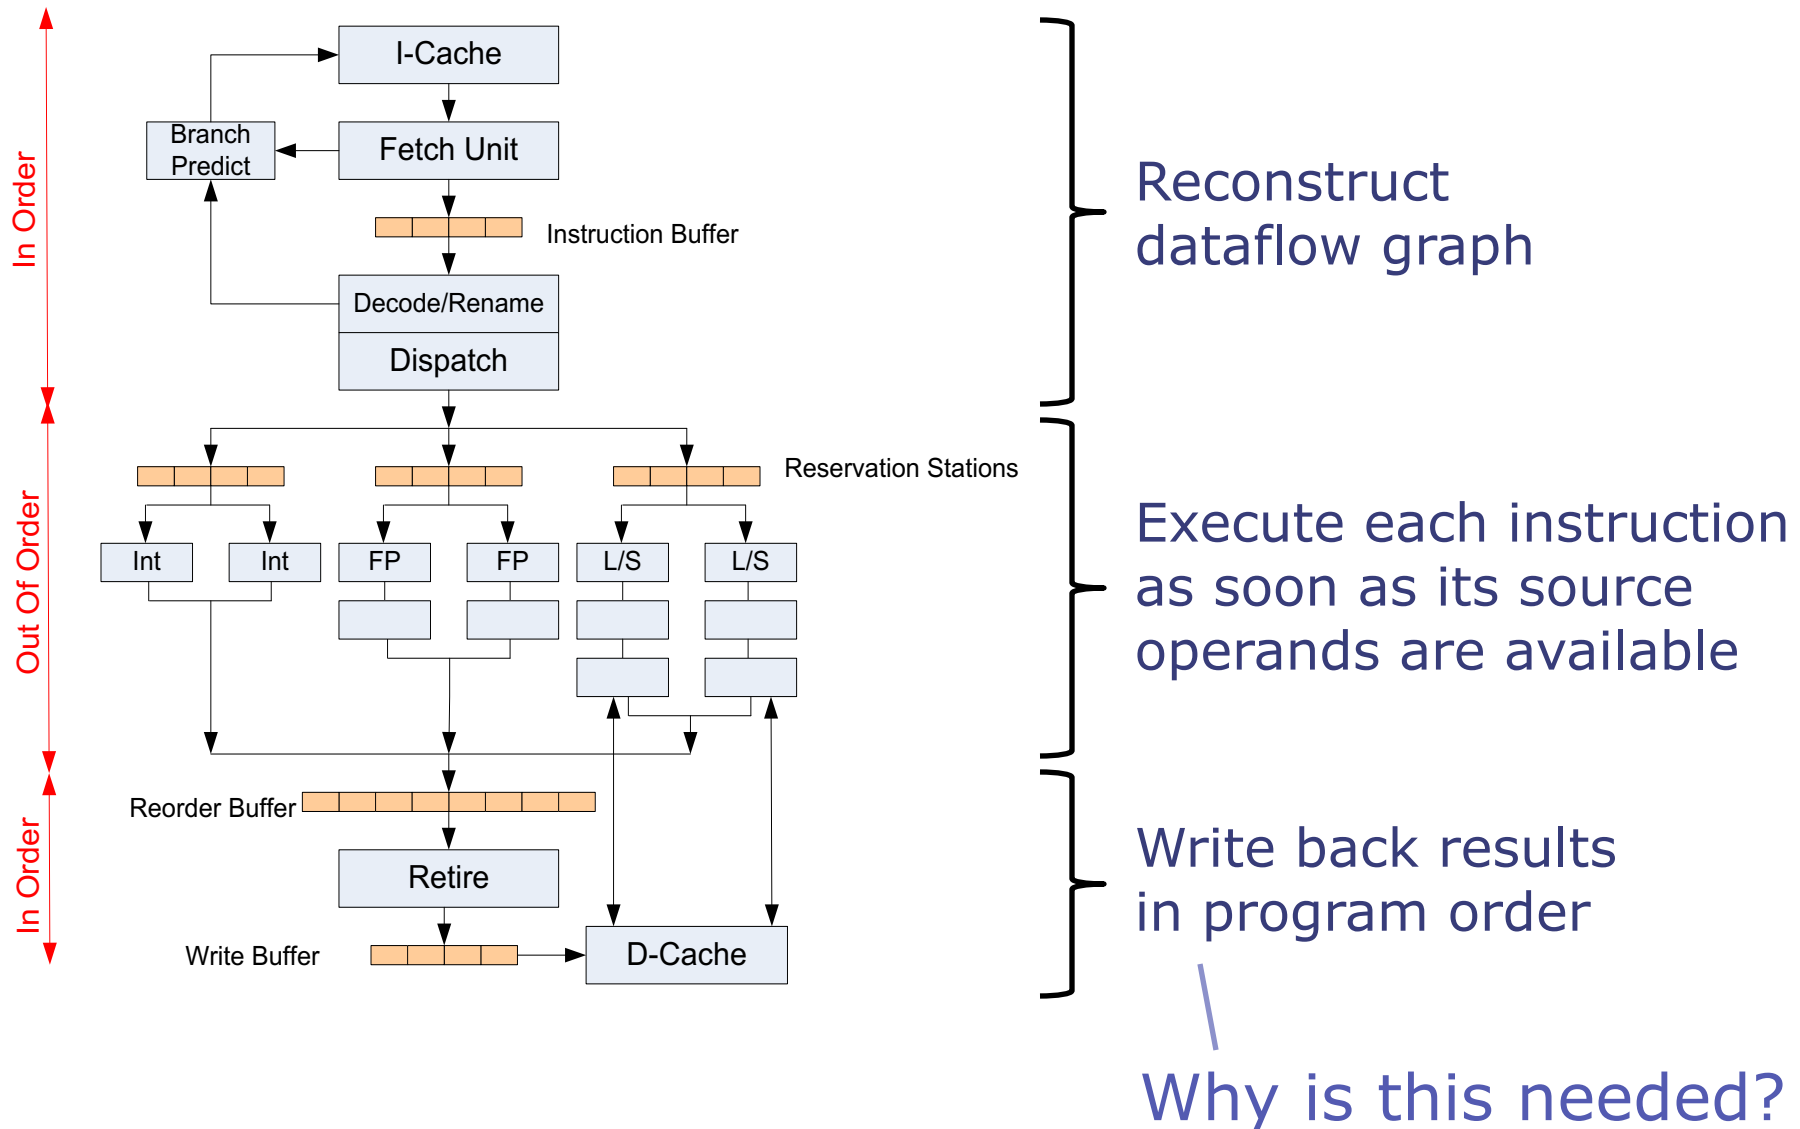 I-Cache
Branch
Predict
Fetch Unit
Instruction Buffer
Decode/Rename
Dispatch
In Order
Reconstruct
dataflow graph
Reservation Stations
Int
Int
FP
FP
L/S
L/S
Out Of Order
Execute each instruction
as soon as its source
operands are available
Reorder Buffer
Retire
Write Buffer
D-Cache
In Order
Write back results
in program order
Why is this needed?